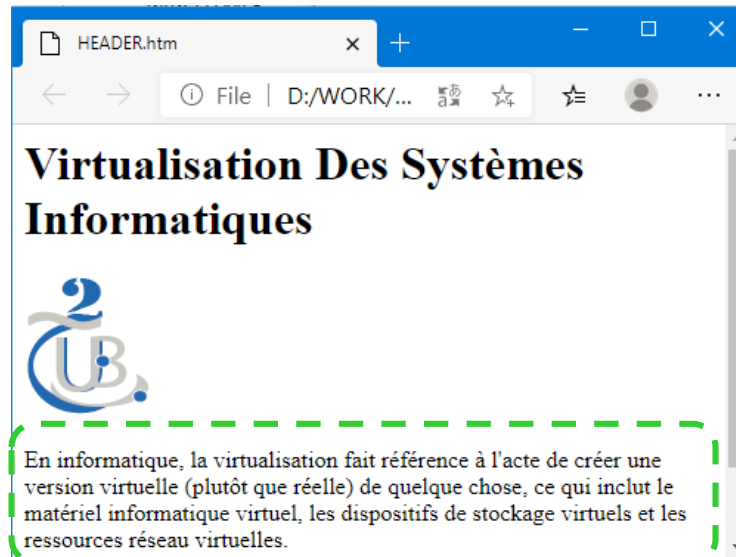 HEADER.htm
File | D:/WORK/...
Virtualisation Des Systèmes
Informatiques
2
UB
En informatique, la virtualisation fait référence à l'acte de créer une
version virtuelle (plutôt que réelle) de quelque chose, ce qui inclut le
matériel informatique virtuel, les dispositifs de stockage virtuels et les
ressources réseau virtuelles.